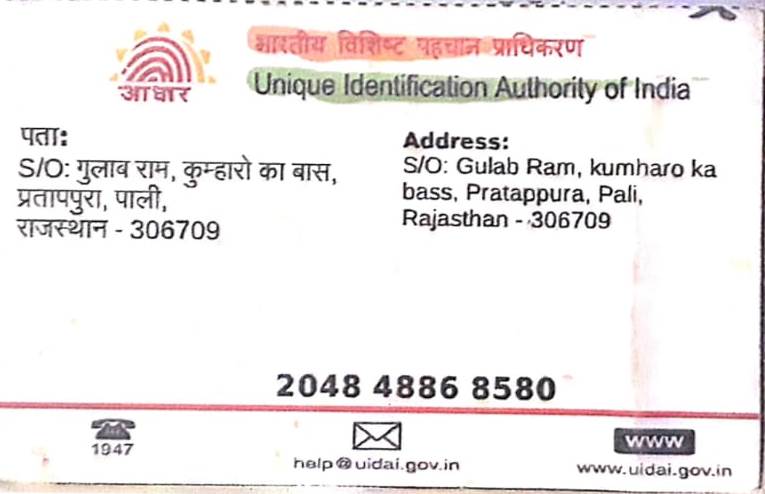 भारतीय विशिष्ट पहचान प्राधिकरण
आधार
Unique Identification Authority of India
पता:
S/O: गुलाब राम, कुम्हारो का बास,
प्रतापपुरा, पाली,
राजस्थान - 306709
Address:
S/O: Gulab Ram, kumharo ka
bass, Pratappura, Pali,
Rajasthan - 306709
2048 4886 8580
1947
help@uidai.gov.in
WWW
www.uidai.gov.in